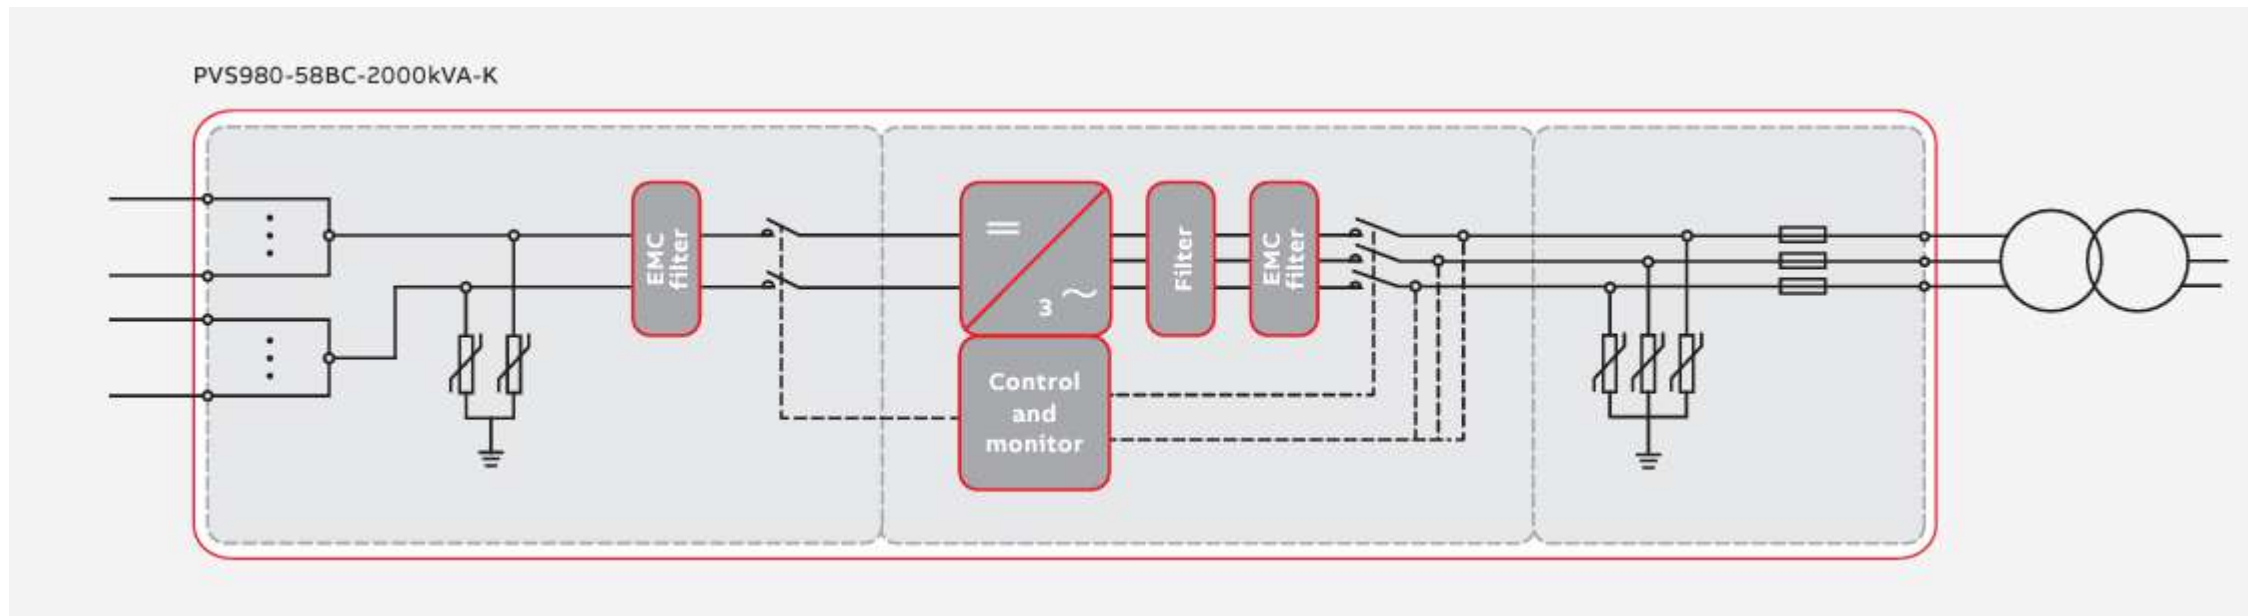 PVS980-58BC-2000kVA-K
EMC
filter
3
Filter
EMC
filter
Control
and
monitor